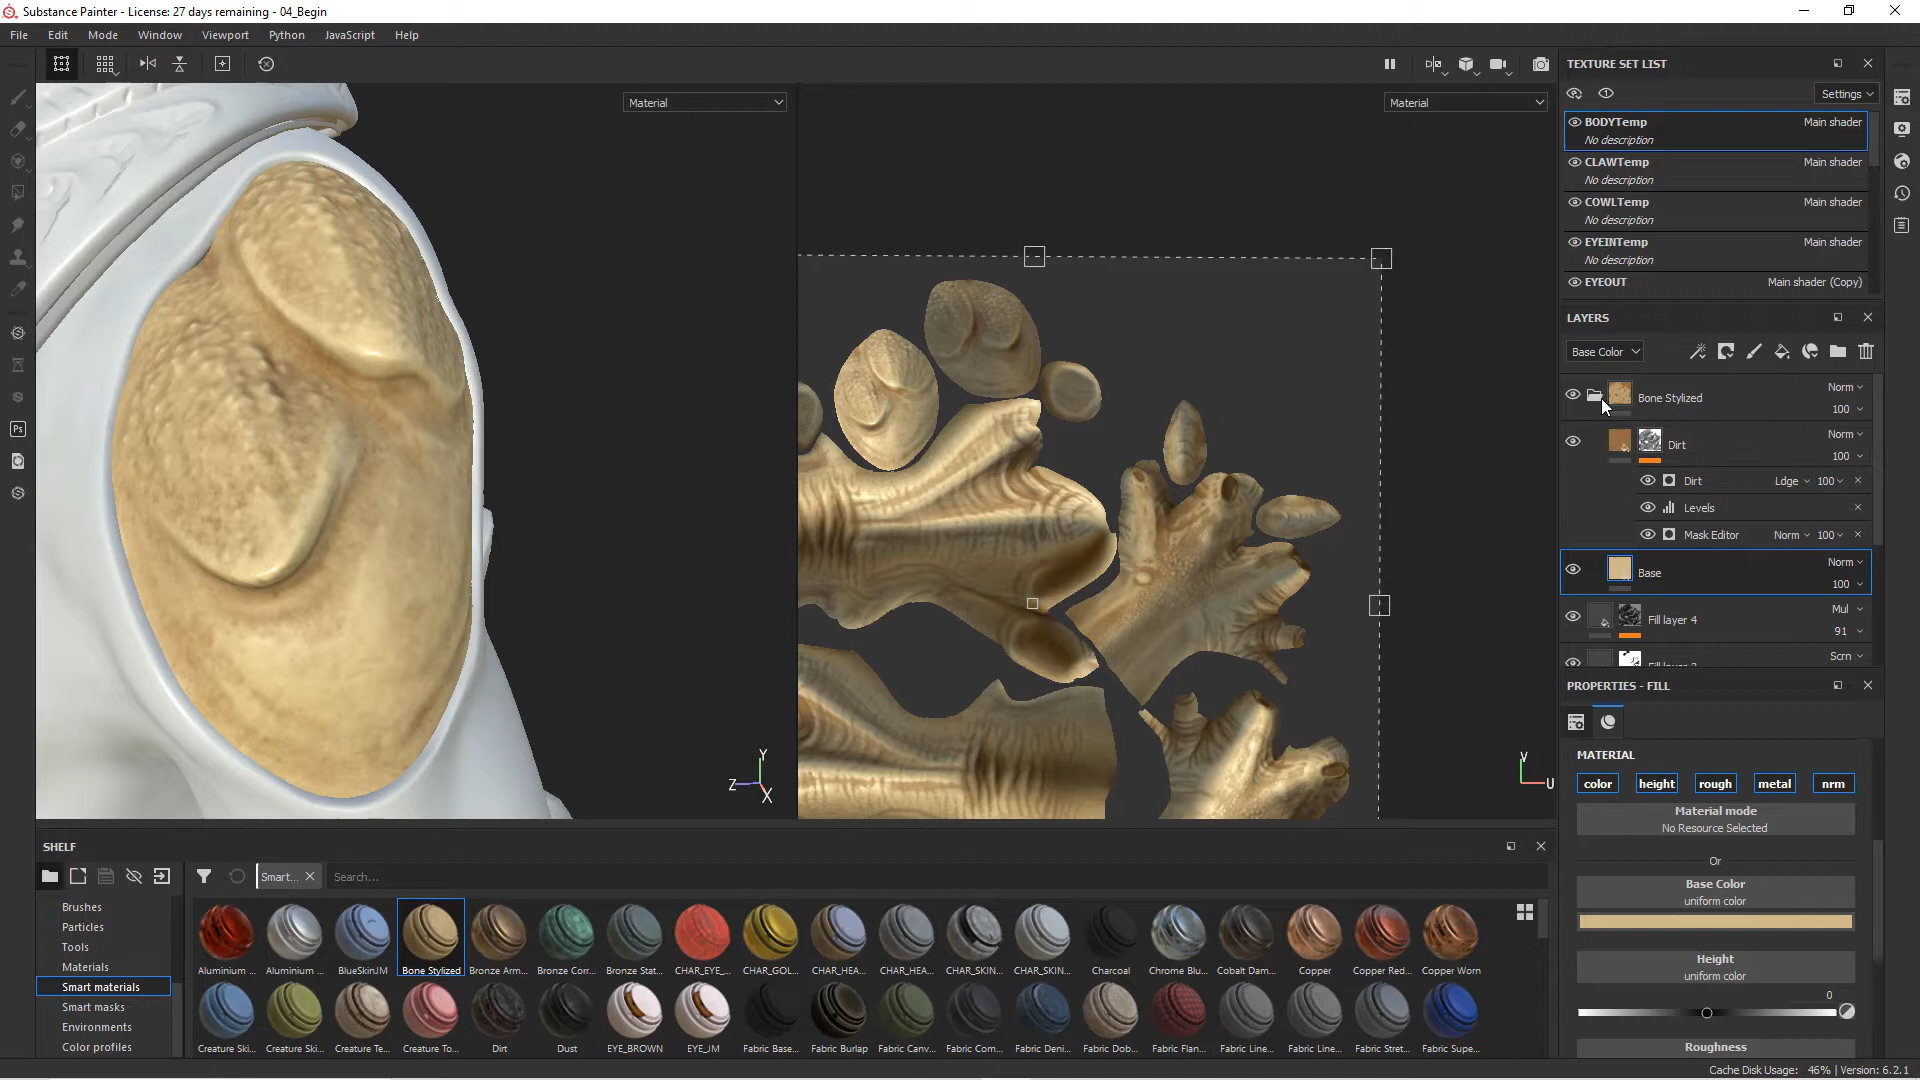 Substance Painter - License: 27 days remaining - 04_Begin
File Edit Mode Window Viewport Python JavaScript Help
Material
Material
TEXTURE SET LIST
Settings
BODYTemp Main shader
No description
CLAWTemp Main shader
No description
COWLTemp Main shader
No description
EYEINTemp Main shader
No description
EYEOUT Main shader (Copy)
LAYERS
Base Color
Norm
Bone Stylized
100
Norm
Dirt
100
Dirt Ldge 100
Levels
Mask Editor Norm 100
Norm
Base
100
Mul
Fill layer 4
91
Scrn
PROPERTIES - FILL
MATERIAL
color height rough metal nrm
Material mode
No Resource Selected
Or
Base Color
uniform color
Height
uniform color
0
Roughness
Y
Z
X
V
U
Ps
SHELF
Smart...
Search...
Brushes
Particles
Tools
Materials
Smart materials
Smart masks
Environments
Color profiles
Aluminium ... Aluminium ... BlueSkinJM Bone Stylized Bronze Arm... Bronze Corr... Bronze Stat... CHAR_EYE_... CHAR_GOL... CHAR_HEA... CHAR_HEA... CHAR_SKIN... CHAR_SKIN... Charcoal Chrome Blu... Cobalt Dam... Copper Copper Red... Copper Worn
Creature Ski... Creature Ski... Creature Te... Creature To... Dirt Dust EYE_BROWN EYE_JM Fabric Base... Fabric Burlap Fabric Canv... Fabric Com... Fabric Deni... Fabric Dob... Fabric Flan... Fabric Line... Fabric Line... Fabric Stret... Fabric Supe...
Cache Disk Usage: 46% | Version: 6.2.1